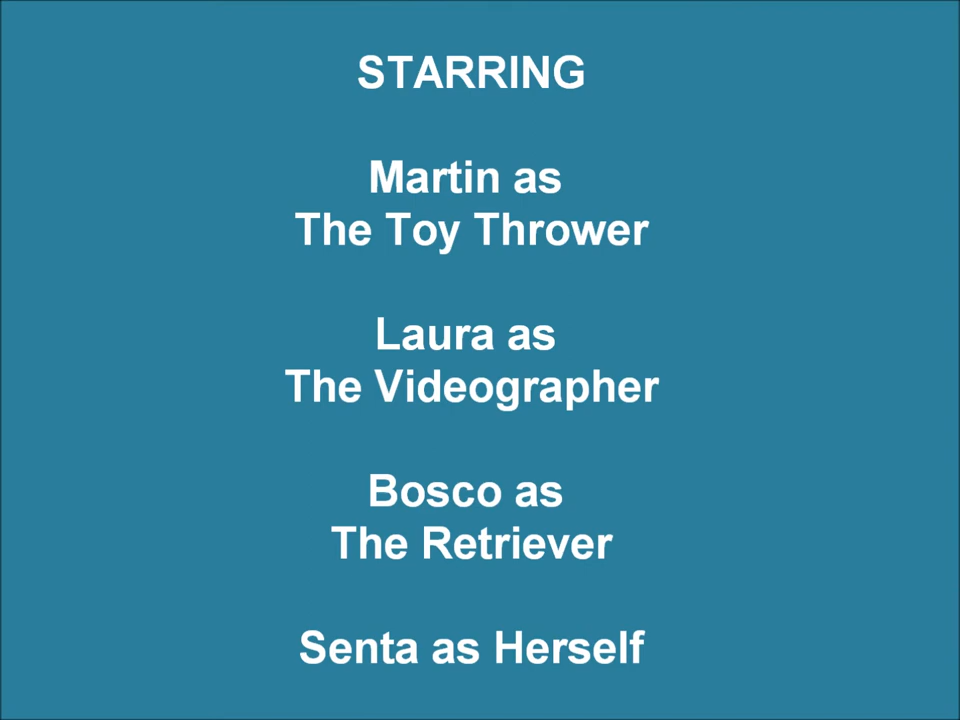 STARRING
Martin as
The Toy Thrower
Laura as
The Videographer
Bosco as
The Retriever
Senta as Herself